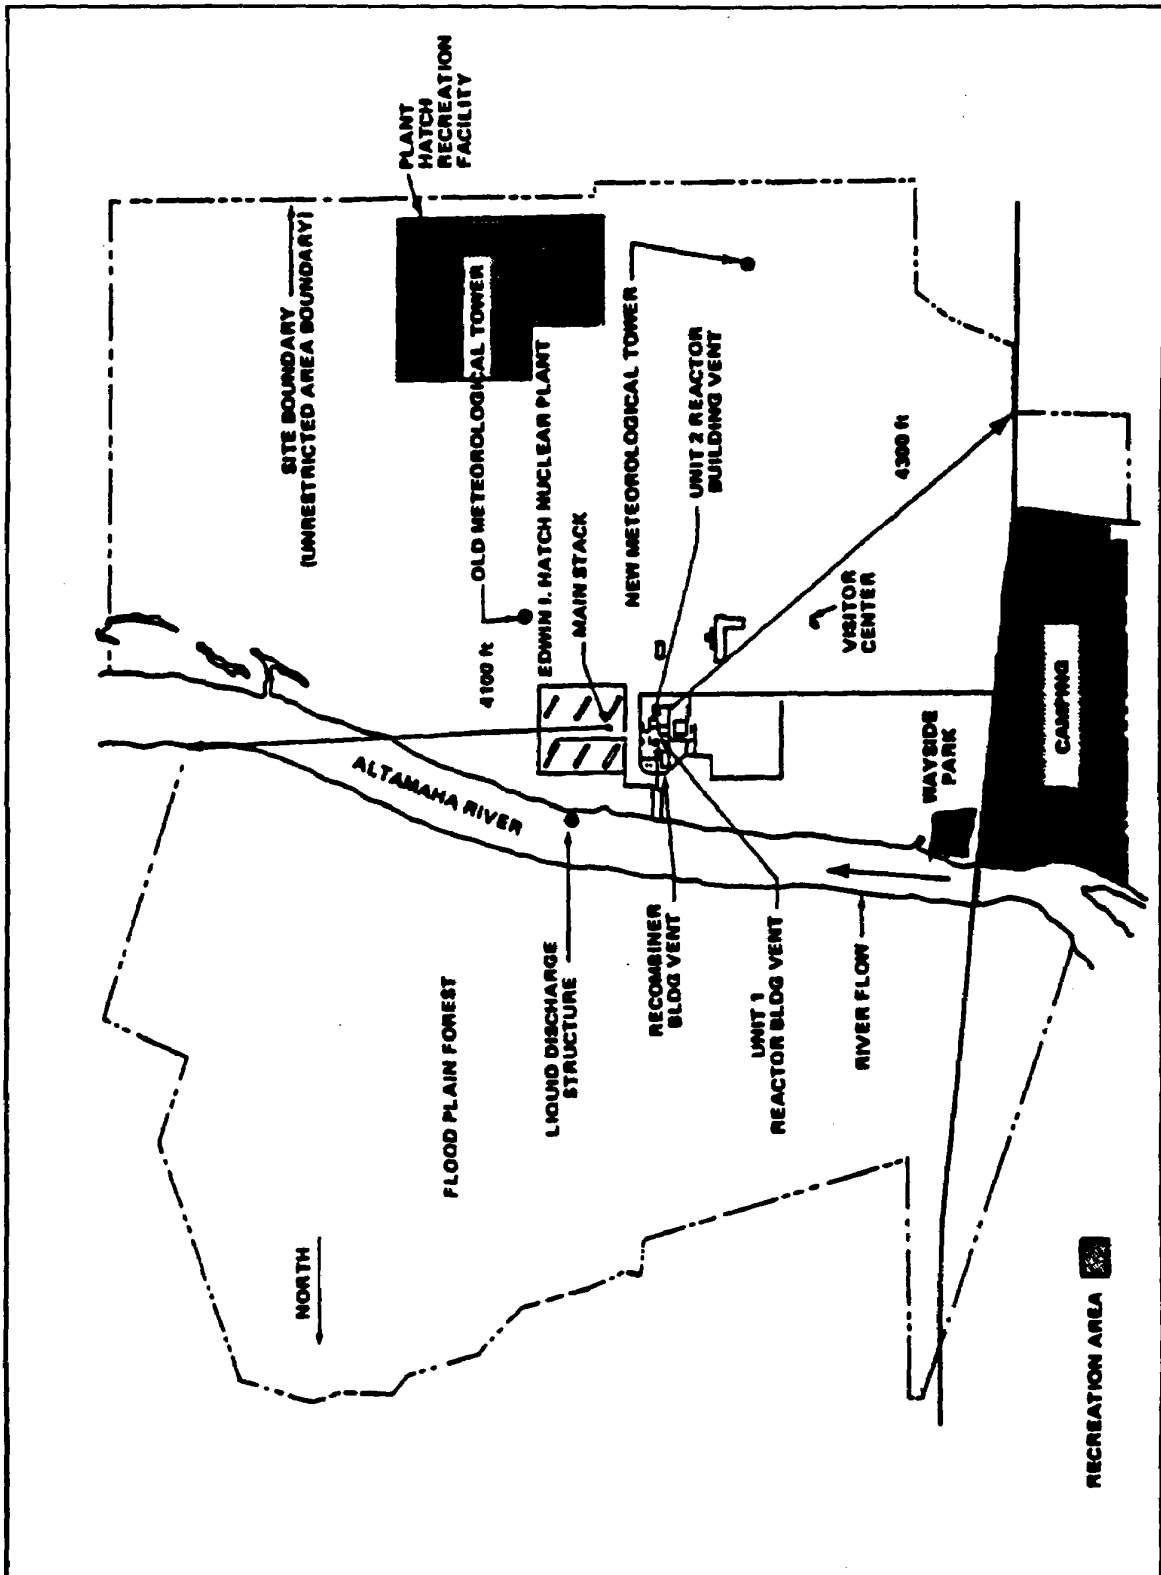 PLANT
HATCH
RECREATION
FACILITY
SITE BOUNDARY
(UNRESTRICTED AREA BOUNDARY)
OLD METEOROLOGICAL TOWER
EDWIN I. HATCH NUCLEAR PLANT
4100 ft
MAIN STACK
NEW METEOROLOGICAL TOWER
UNIT 2 REACTOR
BUILDING VENT
4300 ft
VISITOR
CENTER
ALTAMAHA RIVER
WAYSIDE
PARK
CAMPING
LIQUID DISCHARGE
STRUCTURE
RECOMBINER
BLDG VENT
UNIT 1
REACTOR BLDG VENT
RIVER FLOW
FLOOD PLAIN FOREST
NORTH
RECREATION AREA